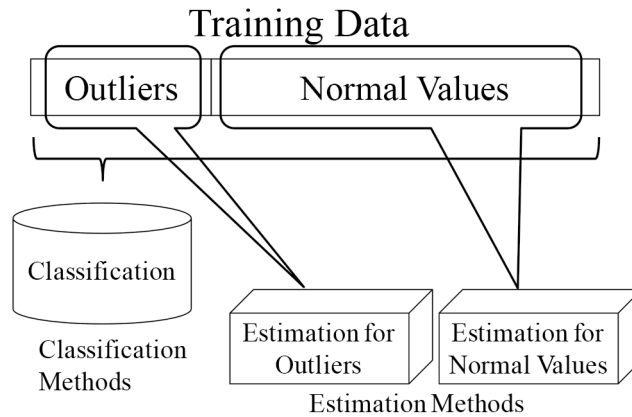 Training Data
Outliers
Normal Values
Classification
Classification
Methods
Estimation for
Outliers
Estimation for
Normal Values
Estimation Methods